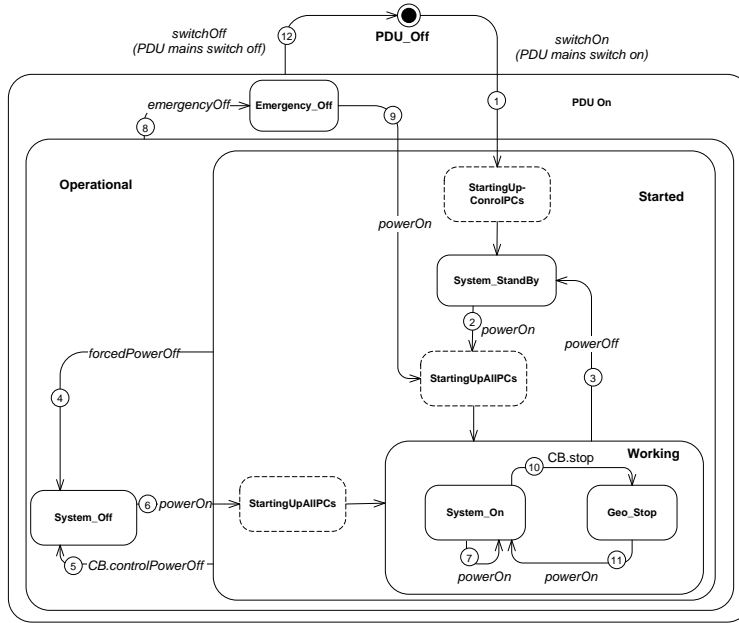 switchOff
(PDU mains switch off)
12
PDU_Off
switchOn
(PDU mains switch on)
emergencyOff
Emergency_Off
8
9
1
PDU On
Operational
StartingUp-
ConrolPCs
Started
powerOn
System_StandBy
2
powerOn
powerOff
forcedPowerOff
StartingUpAllPCs
3
4
Working
CB.stop
10
System_Off
6
powerOn
StartingUpAllPCs
System_On
Geo_Stop
7
11
5
CB.controlPowerOff
powerOn
powerOn